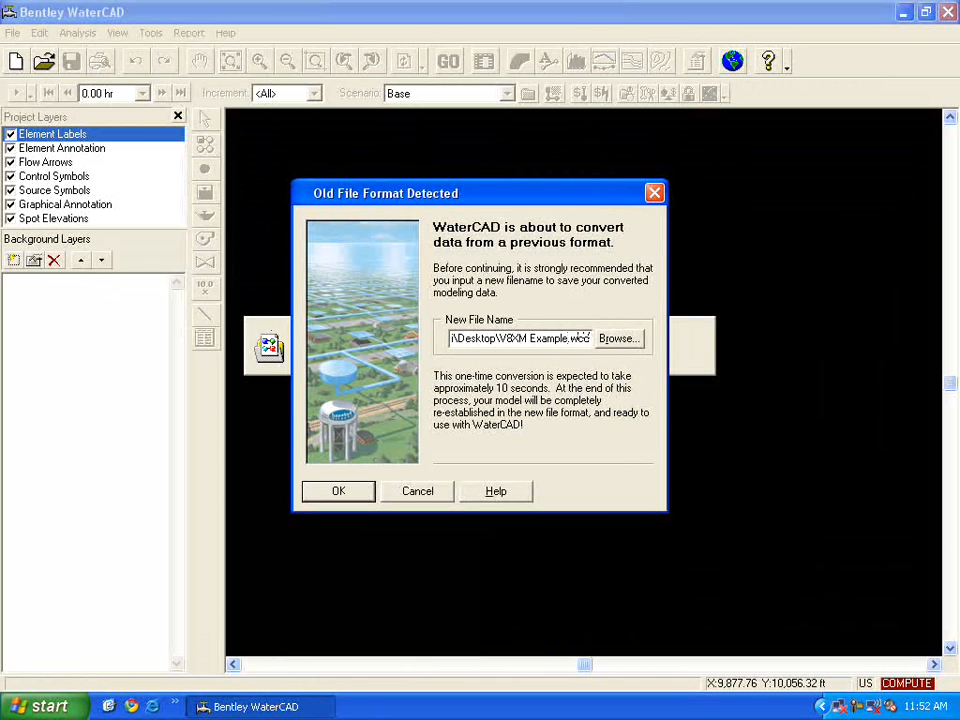 Bentley WaterCAD
File Edit Analysis View Tools Report Help
GO
0.00 hr Increment: <All> Scenario: Base
Project Layers
Element Labels
Element Annotation
Flow Arrows
Control Symbols
Source Symbols
Graphical Annotation
Spot Elevations
Background Layers
Old File Format Detected
WaterCAD is about to convert
data from a previous format.
Before continuing, it is strongly recommended that
you input a new filename to save your converted
modeling data.
New File Name
i\Desktop\V8XM Example.wcd
Browse...
This one-time conversion is expected to take
approximately 10 seconds. At the end of this
process, your model will be completely
re-established in the new file format, and ready to
use with WaterCAD!
OK Cancel Help
X:9,877.76 Y:10,056.32 ft US COMPUTE
start Bentley WaterCAD 11:52 AM